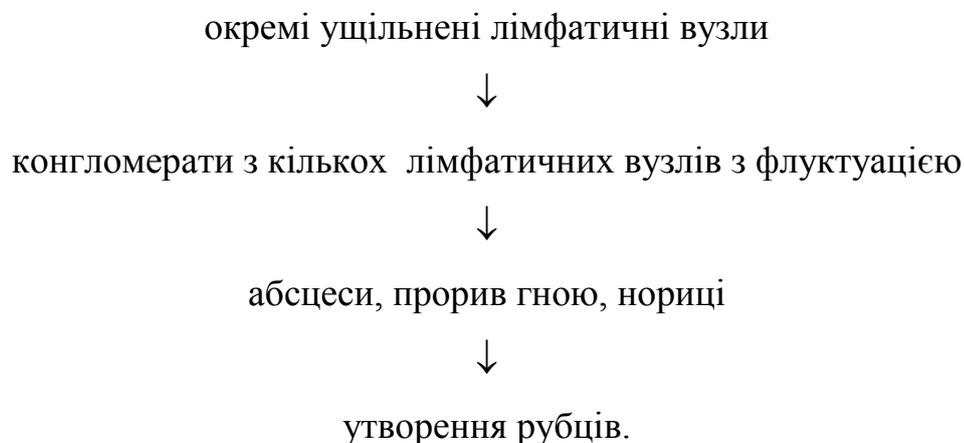 окремі ущільнені лімфатичні вузли
↓
конгломерати з кількох лімфатичних вузлів з флуктуацією
↓
абсцеси, прорив гною, нориці
↓
утворення рубців.